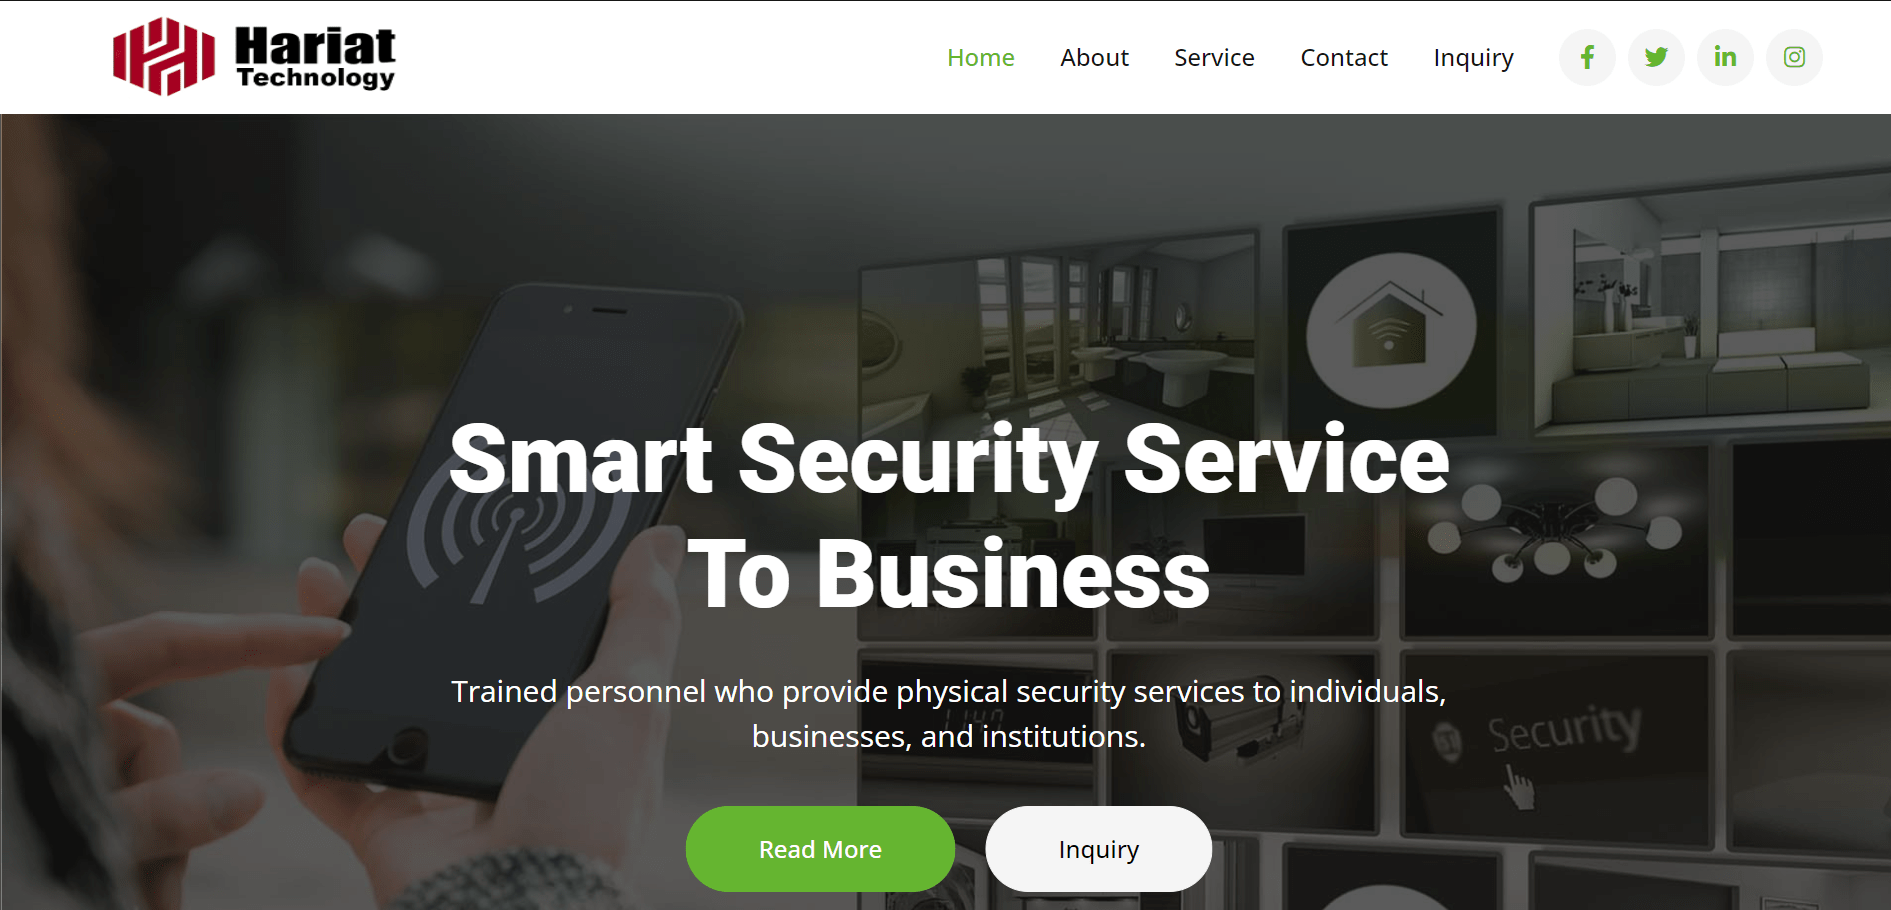 Hariat
Technology
Home About Service Contact Inquiry
Smart Security Service
To Business
Trained personnel who provide physical security services to individuals,
businesses, and institutions.
Security
Read More Inquiry